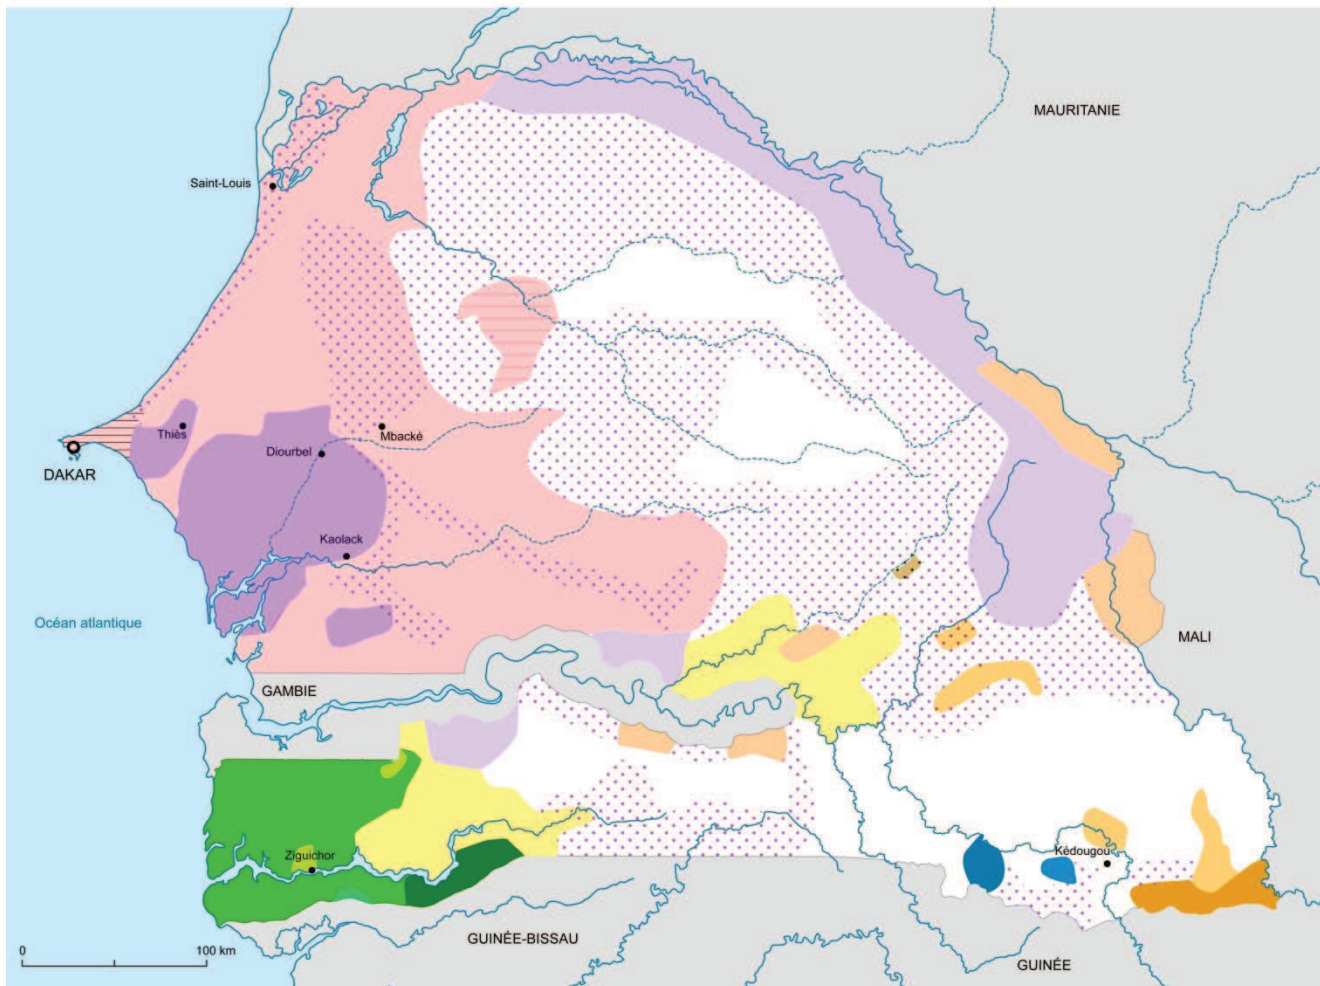 MAURITANIE
Saint-Louis
Thiès
Mbacké
Diourbel
DAKAR
Kaolack
Océan atlantique
MALI
GAMBIE
Ziguichor
Kédougou
GUINÉE-BISSAU
GUINÉE
0
100 km